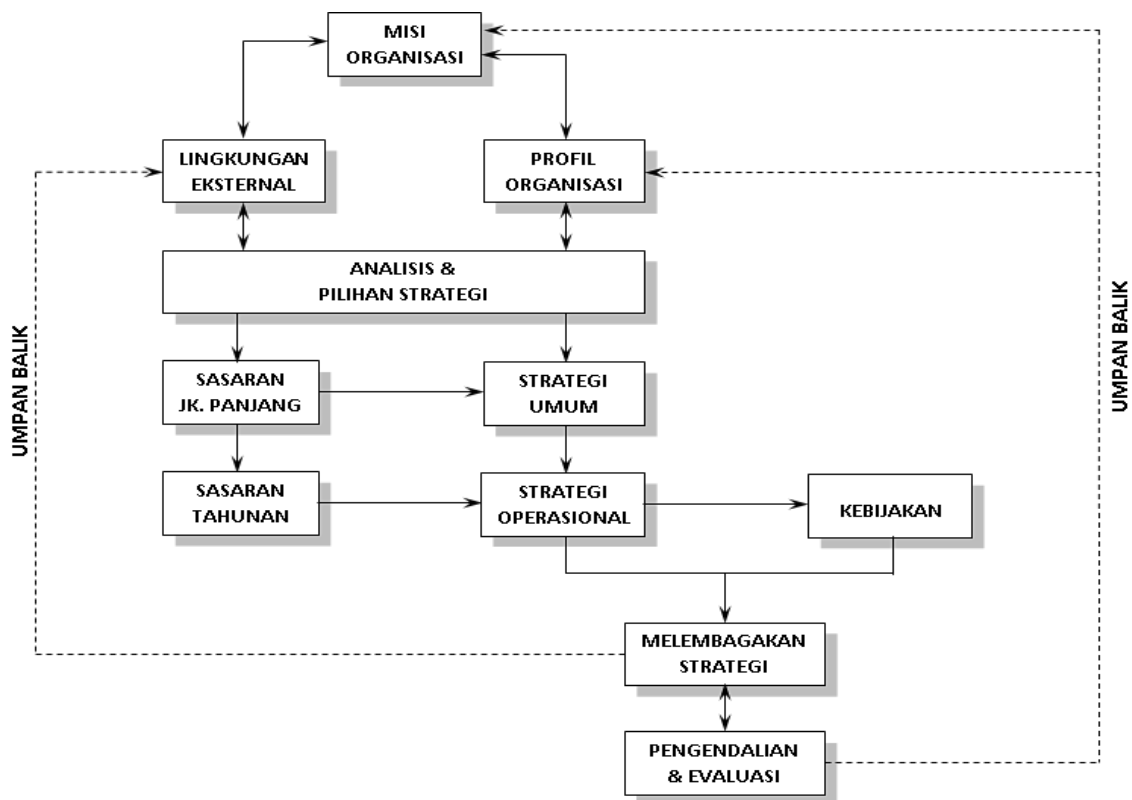 MISI
ORGANISASI
LINGKUNGAN
EKSTERNAL
PROFIL
ORGANISASI
ANALISIS &
PILIHAN STRATEGI
UMPAN BALIK
UMPAN BALIK
SASARAN
JK. PANJANG
STRATEGI
UMUM
SASARAN
TAHUNAN
STRATEGI
OPERASIONAL
KEBIJAKAN
MELEMBAGAKAN
STRATEGI
PENGENDALIAN
& EVALUASI